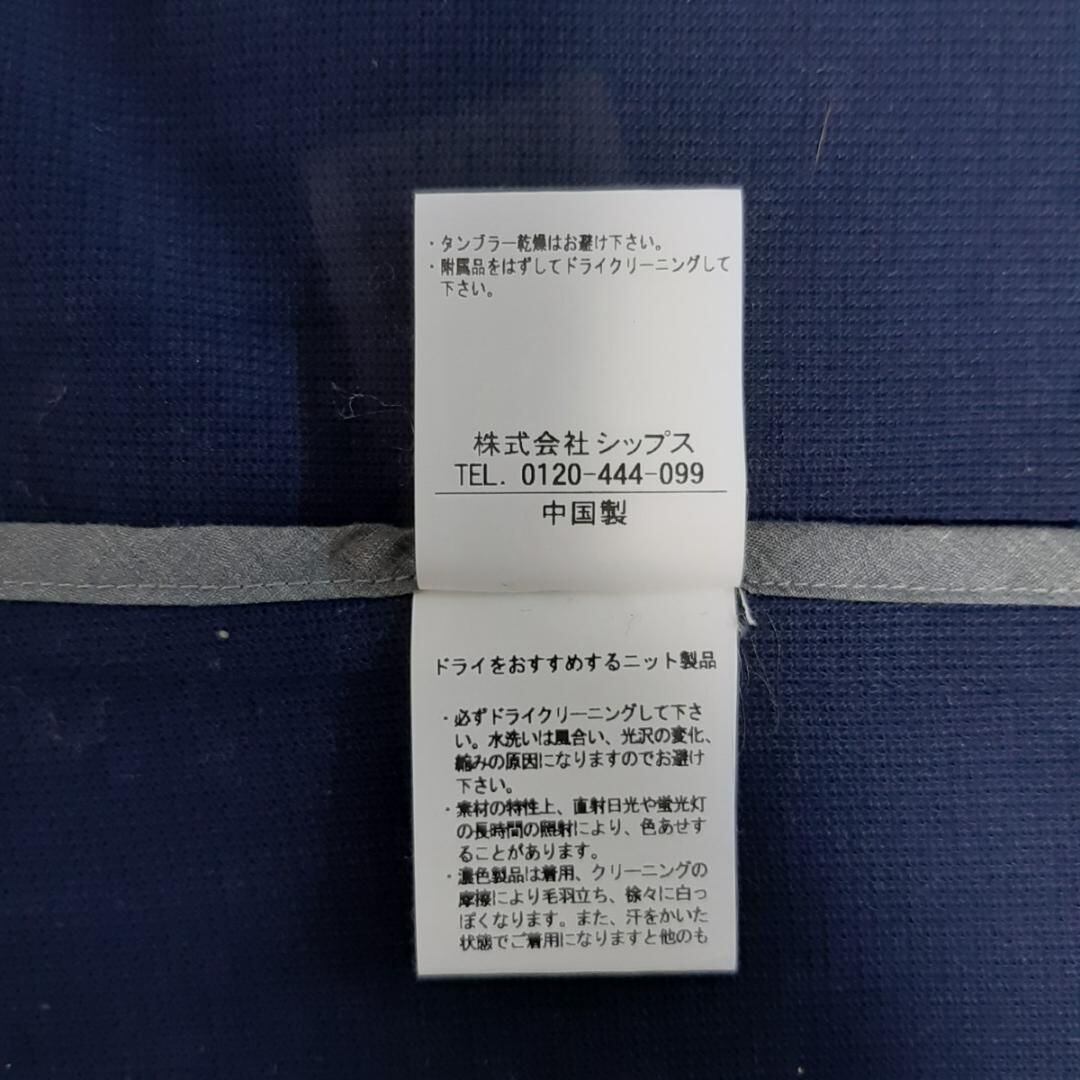 ・タンブラー乾燥はお避け下さい。
・附属品をはずしてドライクリーニングして
下さい。
株式会社シップス
TEL. 0120-444-099
中国製
ドライをおすすめするニット製品
・必ずドライクリーニングして下さ
い。水洗いは風合い、光沢の変化、
縮みの原因になりますのでお避け
下さい。
・素材の特性上、直射日光や蛍光灯
の長時間の照射により、色あせす
ることがあります。
・濃色製品は着用、クリーニングの
摩擦により毛羽立ち、徐々に白っ
ぽくなります。また、汗をかいた
状態でご着用になりますと他のも